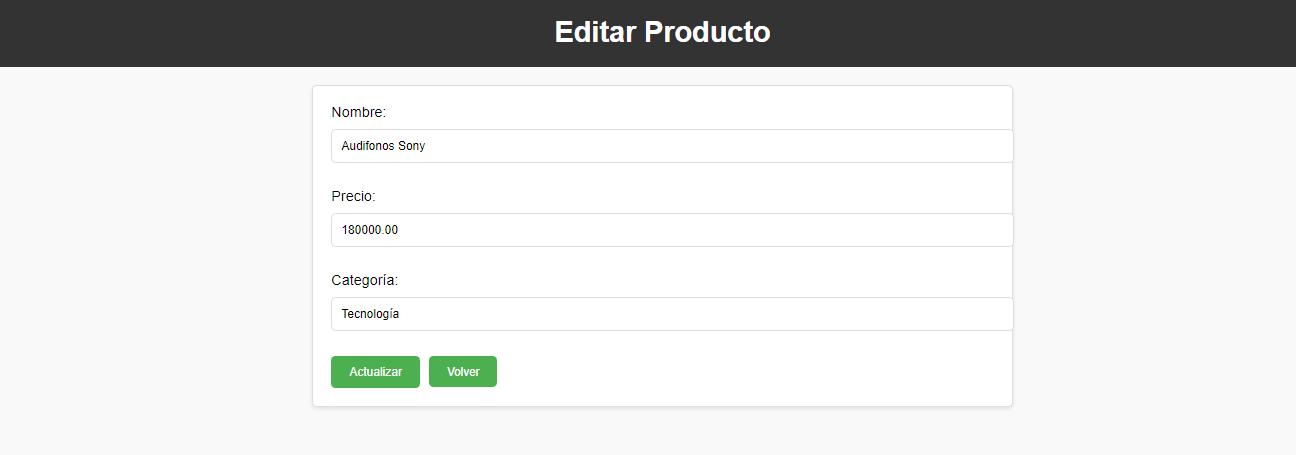 Editar Producto
Nombre:
Audifonos Sony
Precio:
180000.00
Categoría:
Tecnología
Actualizar Volver